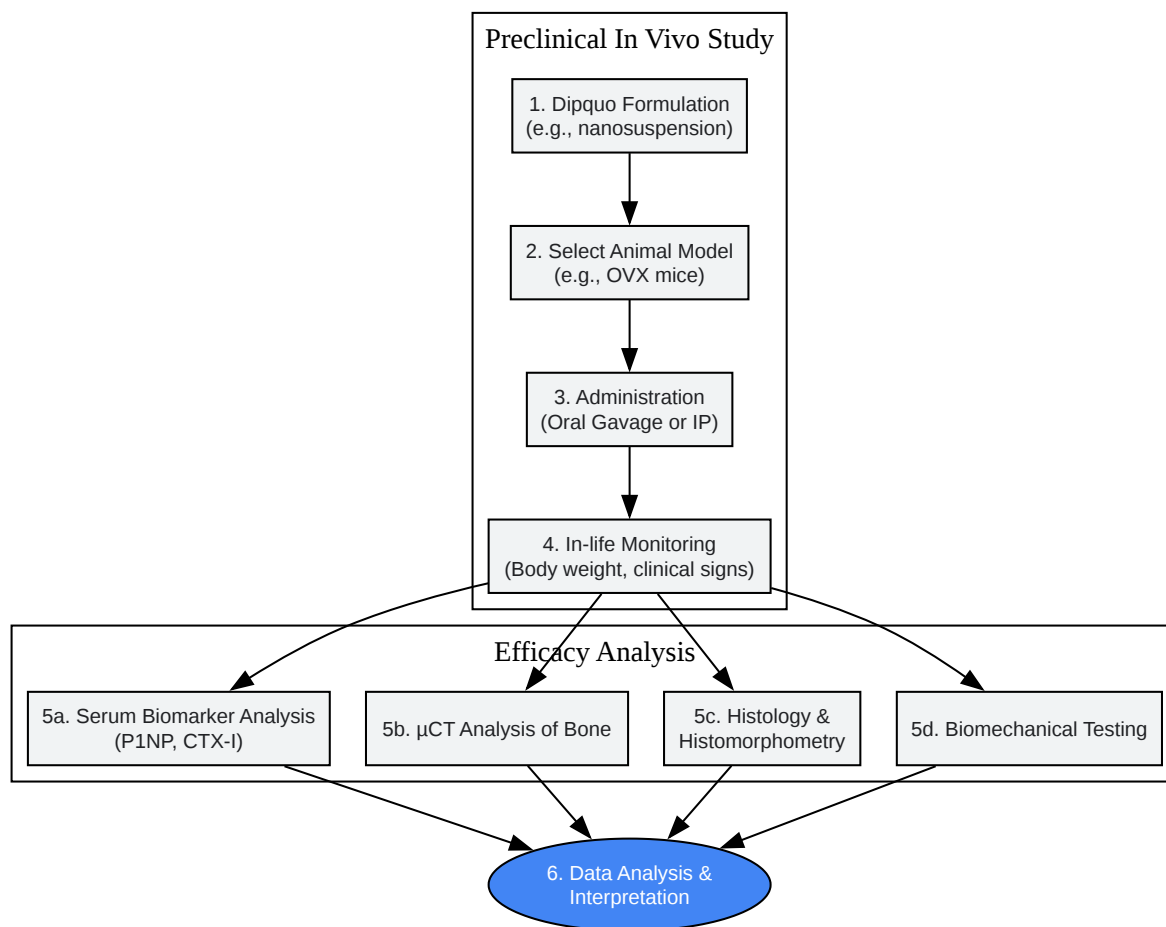 Preclinical In Vivo Study
1. Dipquo Formulation
(e.g., nanosuspension)
2. Select Animal Model
(e.g., OVX mice)
3. Administration
(Oral Gavage or IP)
4. In-life Monitoring
(Body weight, clinical signs)
Efficacy Analysis
5a. Serum Biomarker Analysis
(P1NP, CTX-I)
5b. µCT Analysis of Bone
5c. Histology &
Histomorphometry
5d. Biomechanical Testing
6. Data Analysis &
Interpretation